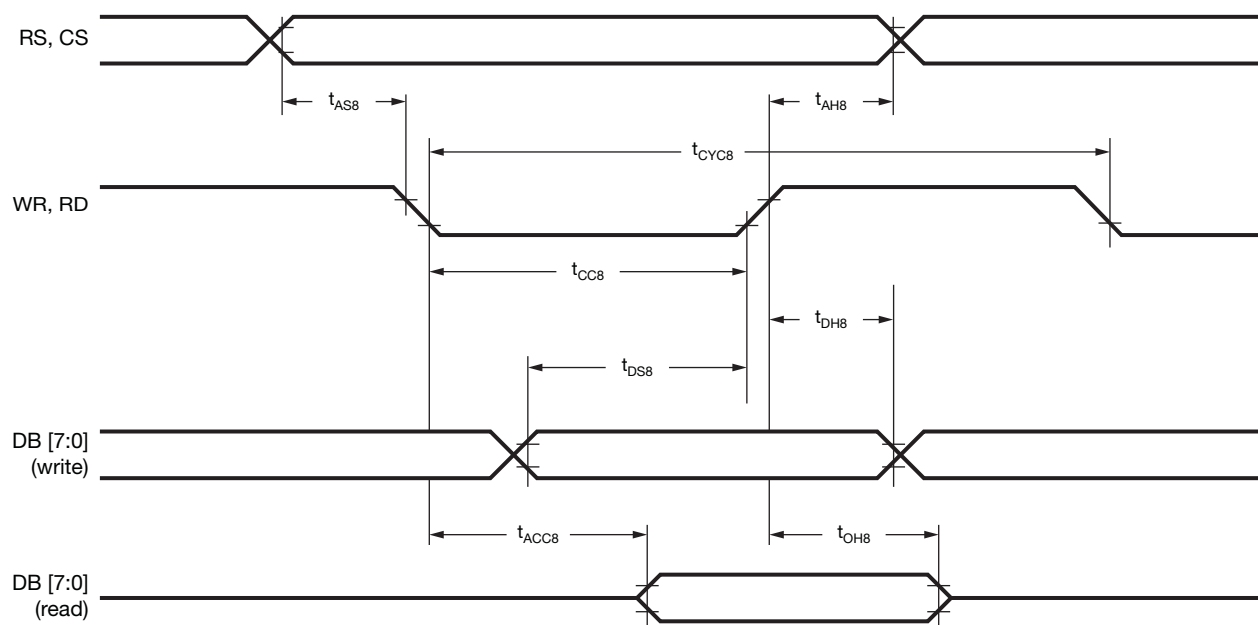 RS, CS
tAS8
tAH8
tCYC8
WR, RD
tCC8
tDH8
tDS8
DB [7:0]
(write)
tACC8
tOH8
DB [7:0]
(read)